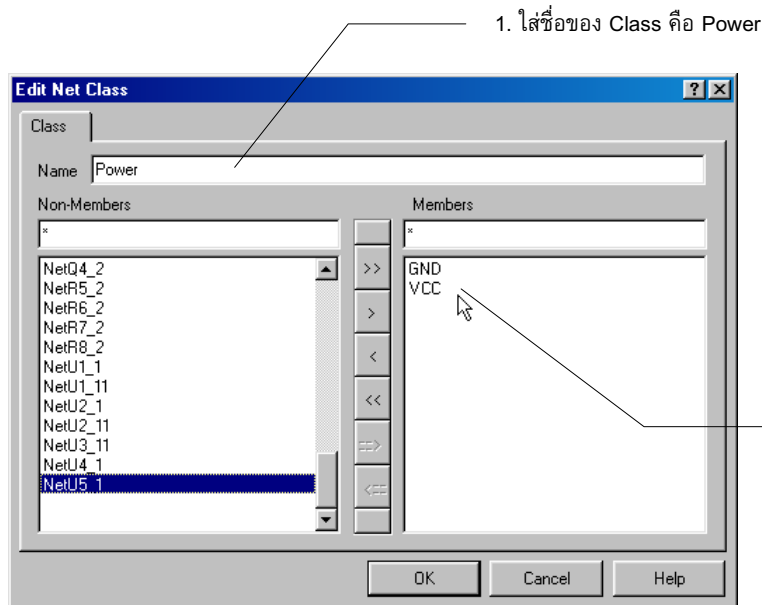 1. ใส่ชื่อของ Class คือ Power
Edit Net Class
Class
Name Power
Non-Members
Members
*
*
NetQ4_2
NetR5_2
NetR6_2
NetR7_2
NetR8_2
NetU1_1
NetU1_11
NetU2_1
NetU2_11
NetU3_11
NetU4_1
NetU5_1
>>
>
<
<<
==>
<==
GND
VCC
OK
Cancel
Help